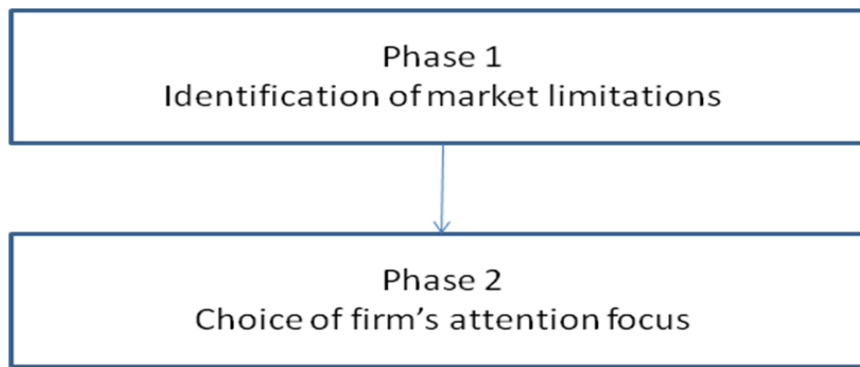 Phase 1
Identification of market limitations
Phase 2
Choice of firm's attention focus